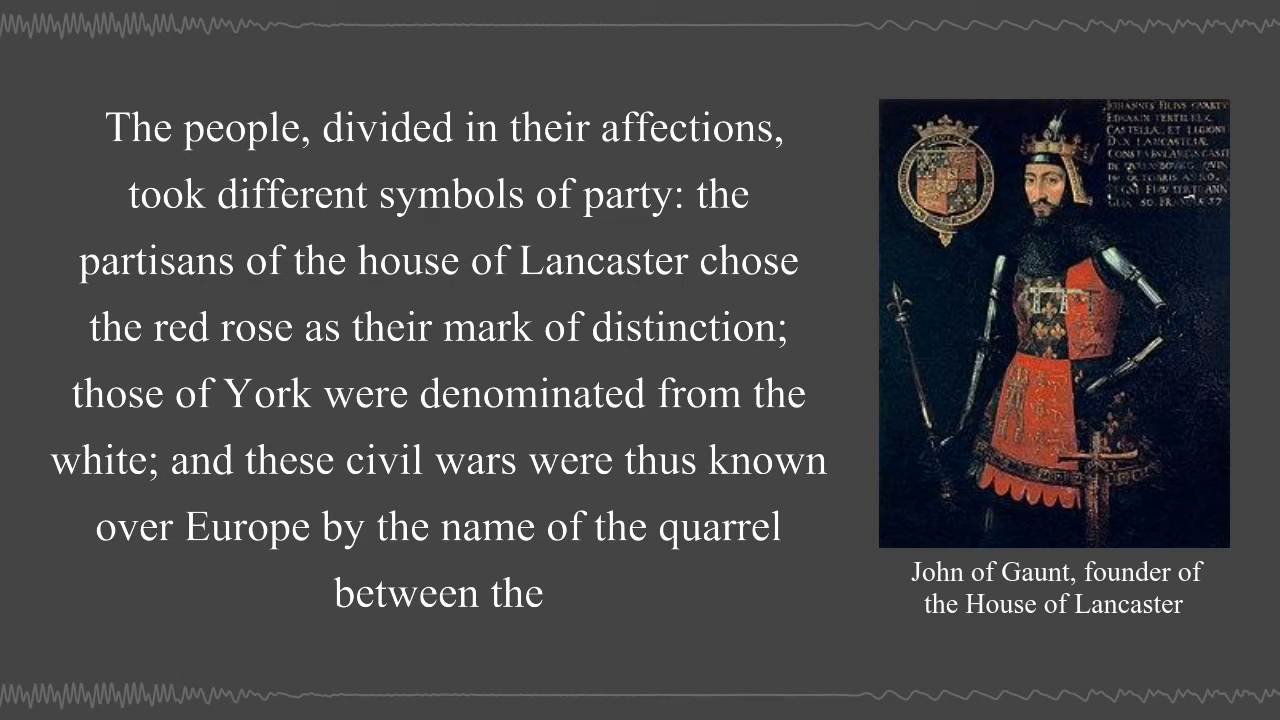 The people, divided in their affections,
took different symbols of party: the
partisans of the house of Lancaster chose
the red rose as their mark of distinction;
those of York were denominated from the
white; and these civil wars were thus known
over Europe by the name of the quarrel
between the
John of Gaunt, founder of
the House of Lancaster